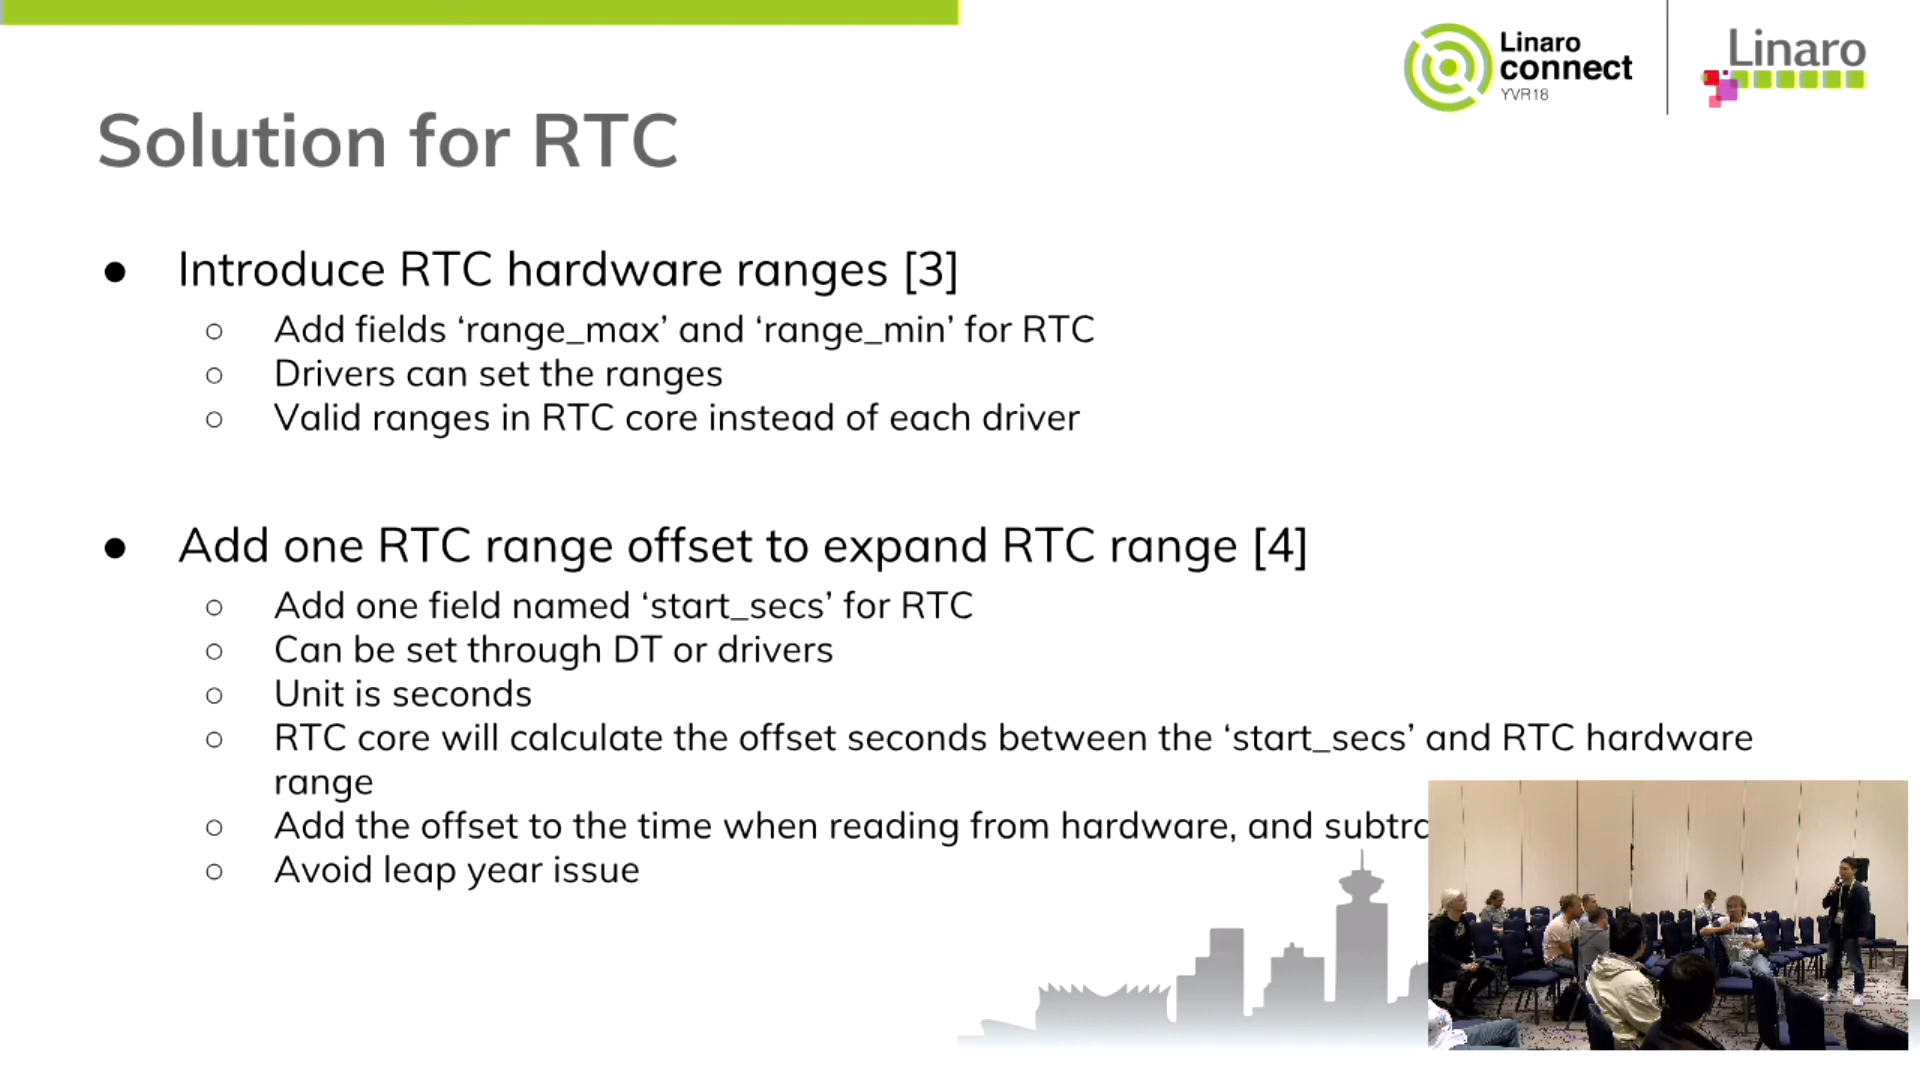 Linaro
connect
YVR18
Linaro
Solution for RTC
● Introduce RTC hardware ranges [3]
○ Add fields ‘range_max’ and ‘range_min’ for RTC
○ Drivers can set the ranges
○ Valid ranges in RTC core instead of each driver
● Add one RTC range offset to expand RTC range [4]
○ Add one field named ‘start_secs’ for RTC
○ Can be set through DT or drivers
○ Unit is seconds
○ RTC core will calculate the offset seconds between the ‘start_secs’ and RTC hardware
range
○ Add the offset to the time when reading from hardware, and
○ Avoid leap year issue